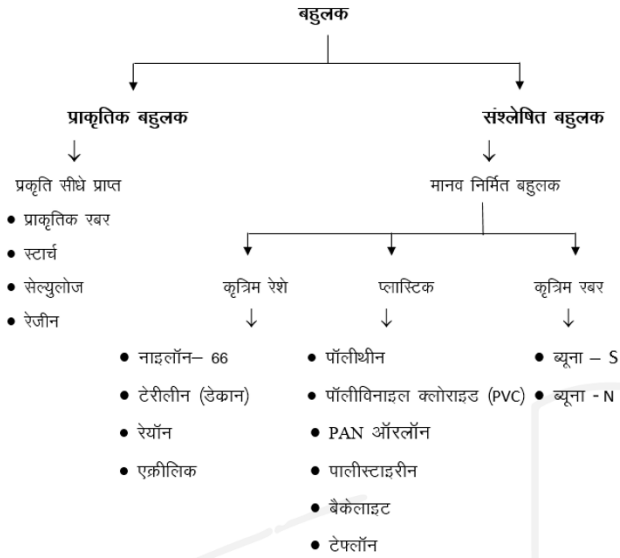 बहुलक
प्राकृतिक बहुलक
संश्लेषित बहुलक
प्रकृति सीधे प्राप्त
• प्राकृतिक रबर
• स्टार्च
• सेल्युलोज
• रेजीन
मानव निर्मित बहुलक
कृत्रिम रेशे
• नाइलॉन– 66
• टेरीलीन (डेकान)
• रेयॉन
• एक्रीलिक
प्लास्टिक
• पॉलीथीन
• पॉलीविनाइल क्लोराइड (PVC)
• PAN ऑरलॉन
• पालीस्टाइरीन
• बैकेलाइट
• टेफ्लॉन
कृत्रिम रबर
• ब्यूना – S
• ब्यूना - N